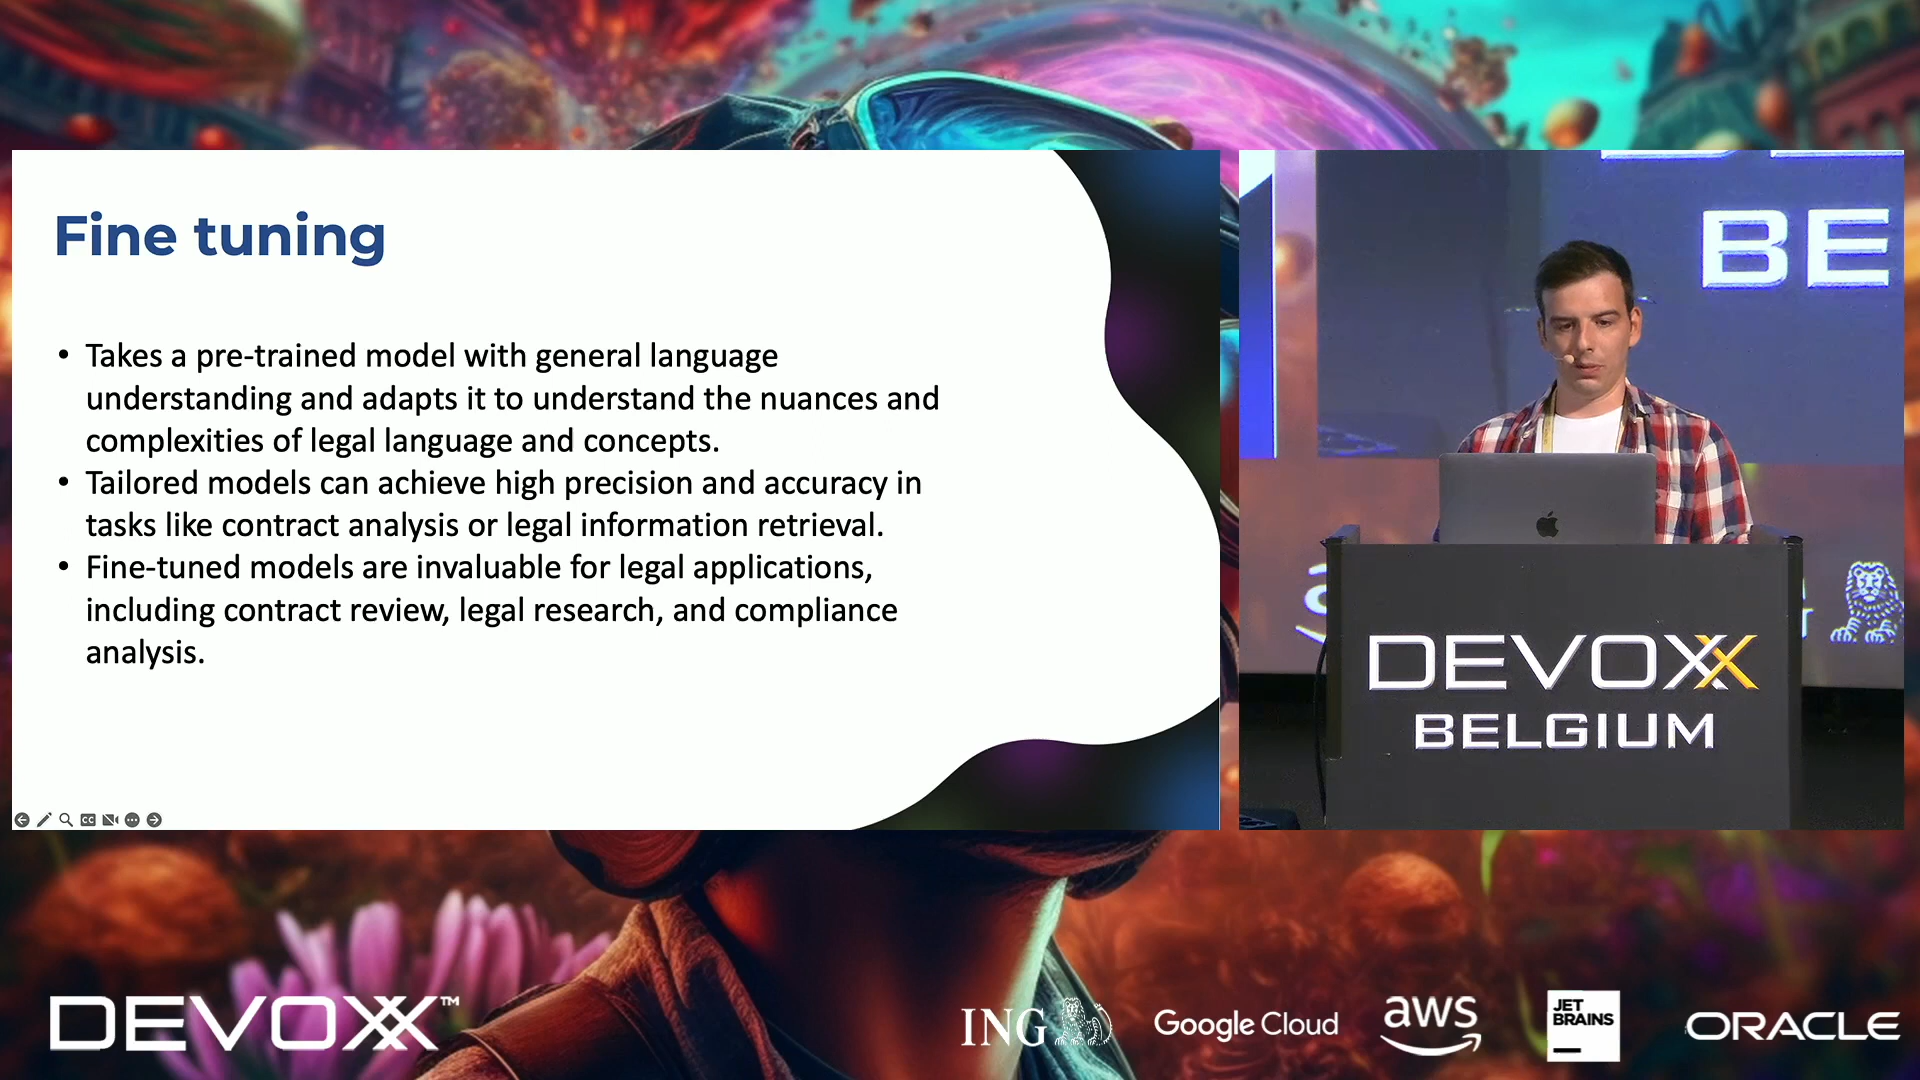 Fine tuning
• Takes a pre-trained model with general language
understanding and adapts it to understand the nuances and
complexities of legal language and concepts.
• Tailored models can achieve high precision and accuracy in
tasks like contract analysis or legal information retrieval.
• Fine-tuned models are invaluable for legal applications,
including contract review, legal research, and compliance
analysis.
CC
BE
DEVOXX
BELGIUM
DEVOXX™
ING
Google Cloud
aws
JET
BRAINS
ORACLE